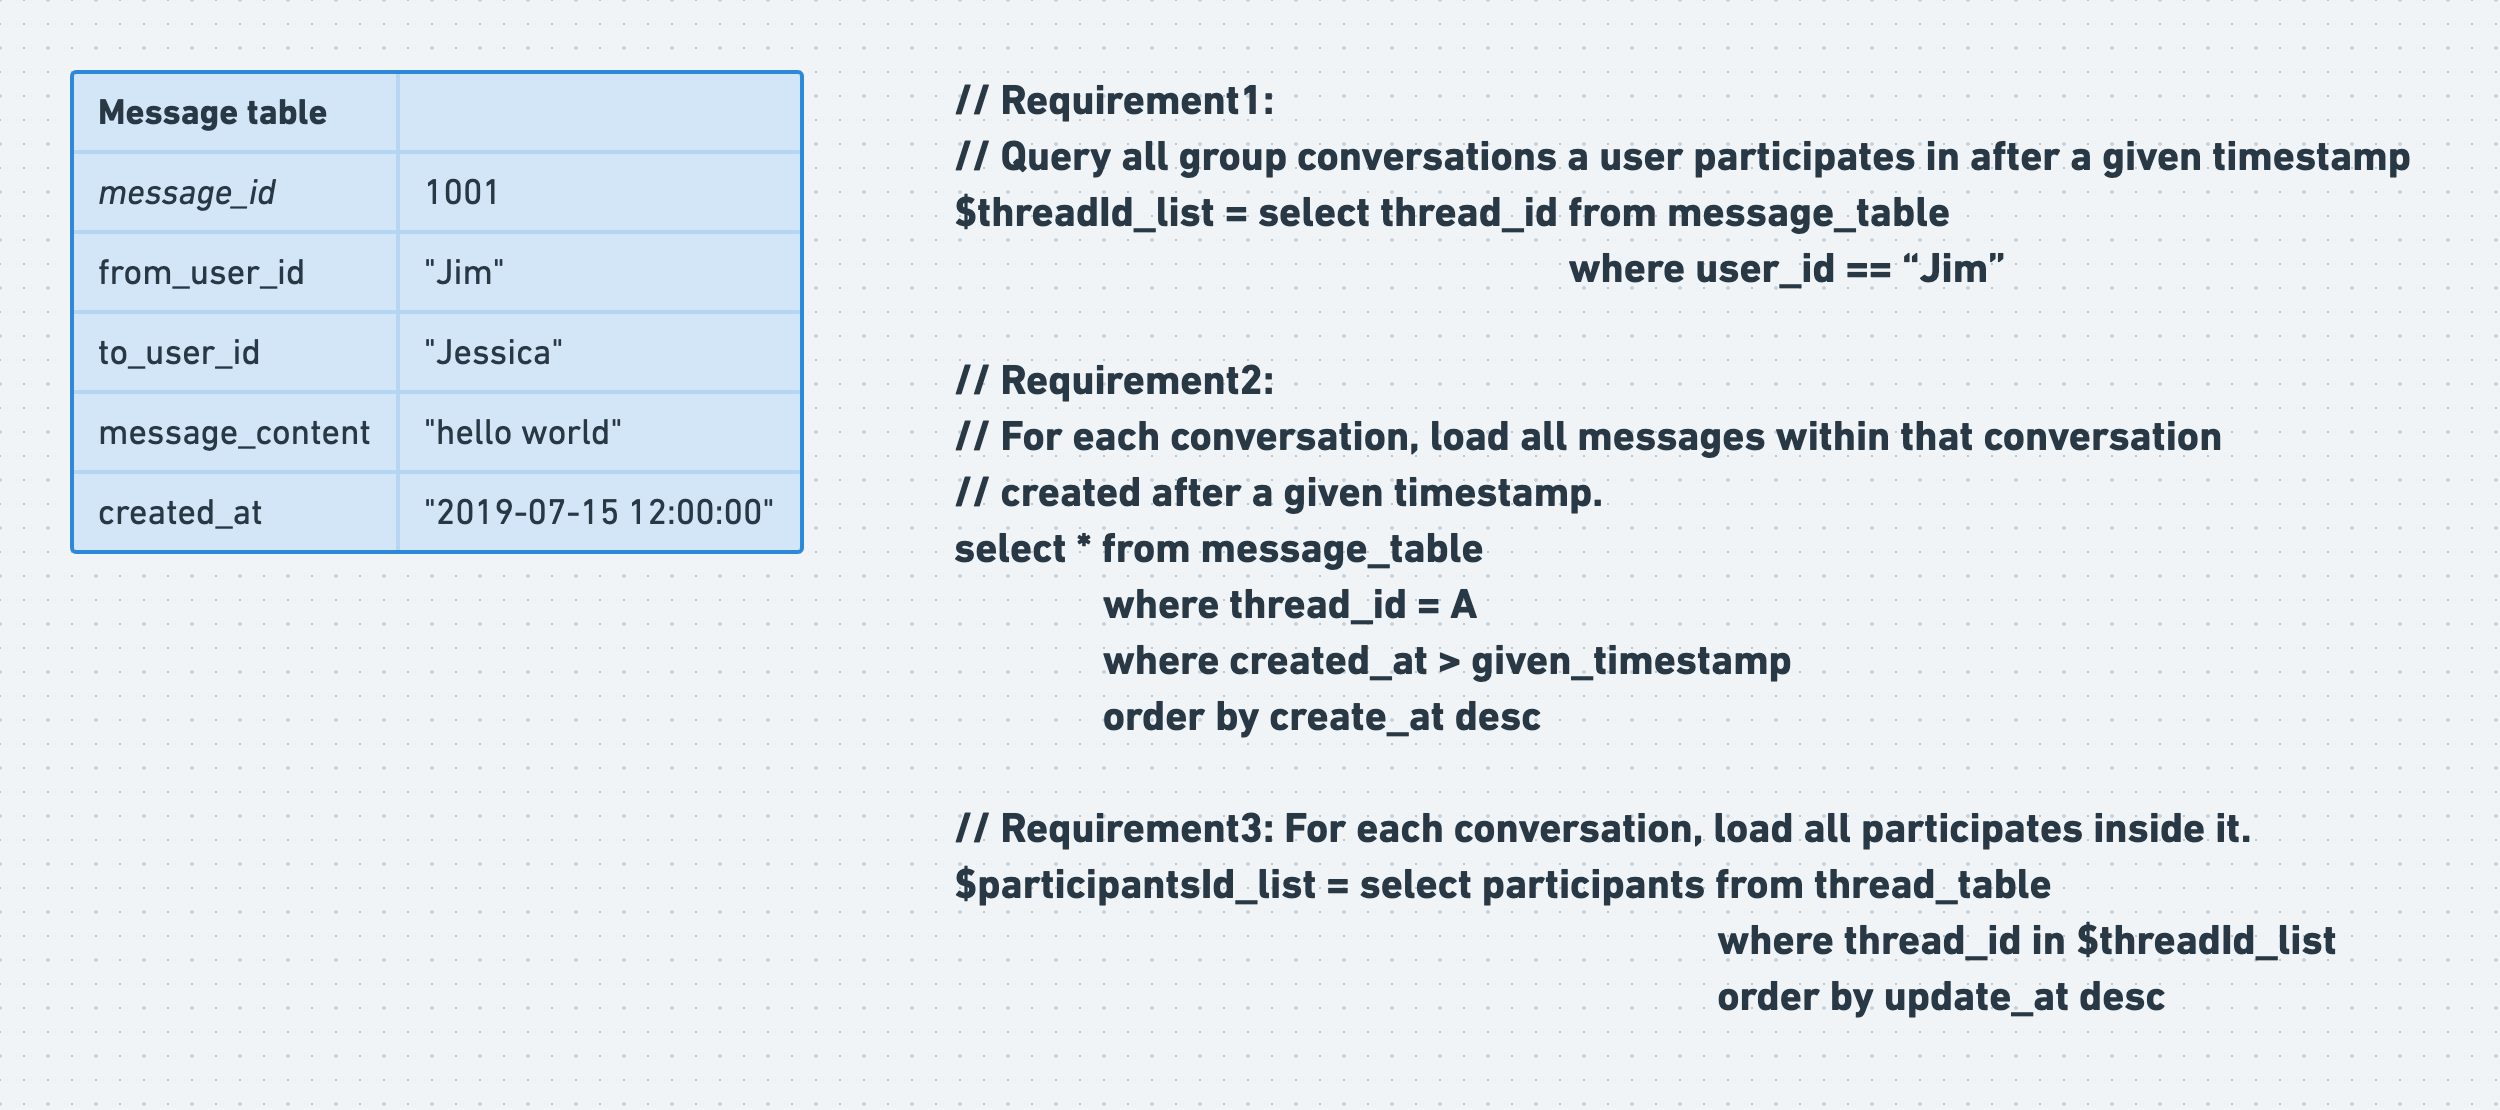 Message table
message_id 1001
from_user_id "Jim"
to_user_id "Jessica"
message_content "hello world"
created_at "2019-07-15 12:00:00"
// Requirement1:
// Query all group conversations a user participates in after a given timestamp
$threadId_list = select thread_id from message_table
where user_id == “Jim”
// Requirement2:
// For each conversation, load all messages within that conversation
// created after a given timestamp.
select * from message_table
where thread_id = A
where created_at > given_timestamp
order by create_at desc
// Requirement3: For each conversation, load all participates inside it.
$participantsId_list = select participants from thread_table
where thread_id in $threadId_list
order by update_at desc